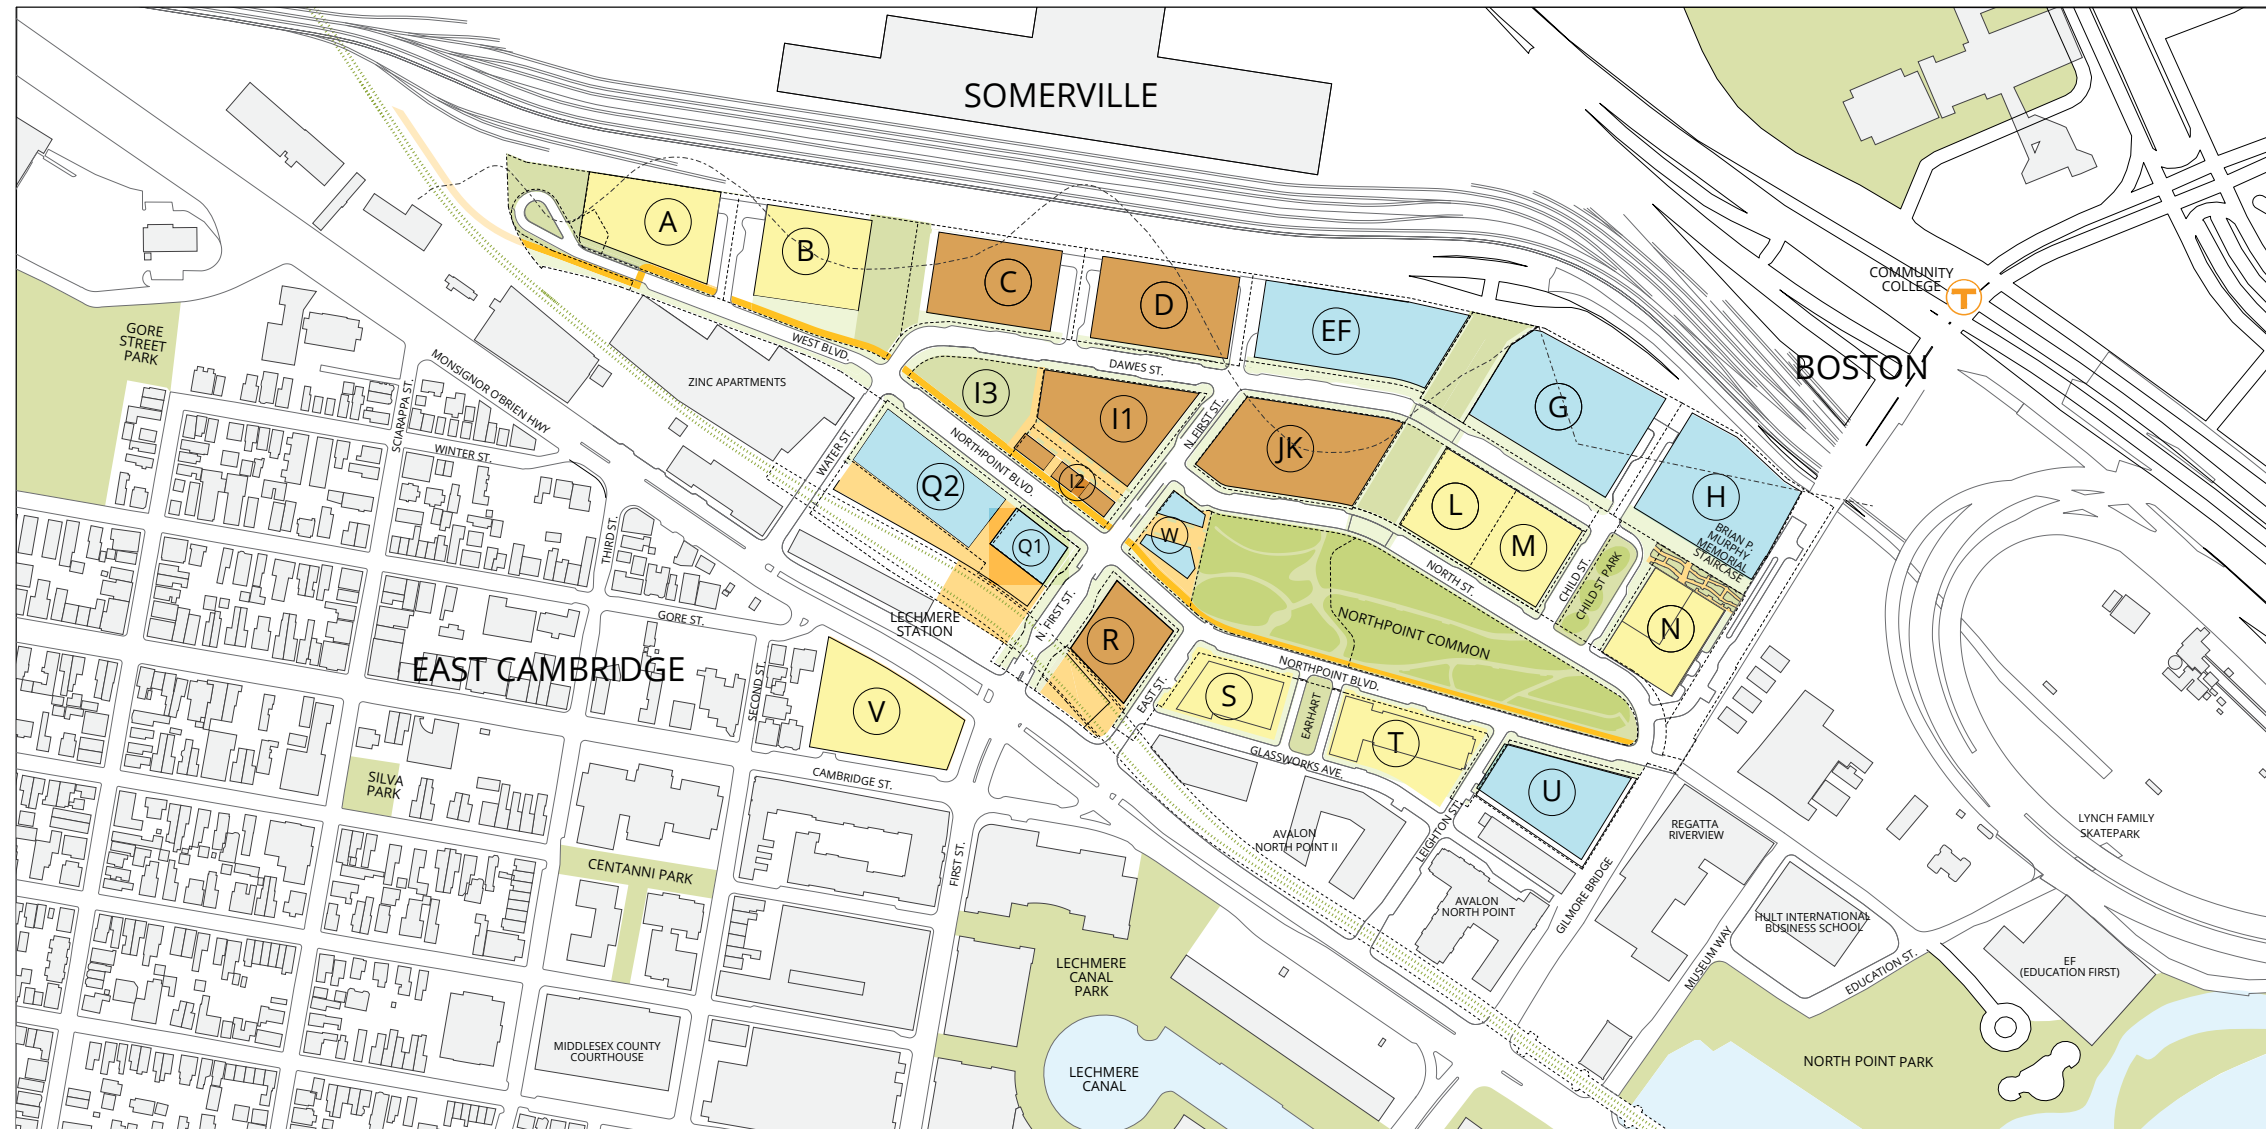 SOMERVILLE
COMMUNITY
COLLEGE
T
BOSTON
A
B
C
D
EF
G
H
BRIAN P.
MURPHY
MEMORIAL
STAIRCASE
I3
I1
I2
JK
L
M
N
Q2
Q1
W
R
S
T
U
V
GORE
STREET
PARK
MONSIGNOR O'BRIEN HWY
SCIARAPPA ST.
WINTER ST.
ZINC APARTMENTS
WEST BLVD.
DAWES ST.
WATER ST.
NORTHPOINT BLVD.
N. FIRST ST.
NORTH ST.
CHILD ST.
CHILD ST PARK
NORTHPOINT COMMON
THIRD ST.
GORE ST.
LECHMERE
STATION
N. FIRST ST.
EAST CAMBRIDGE
SECOND ST.
EAST ST.
NORTHPOINT BLVD.
EARHART
GLASSWORKS AVE.
SILVA
PARK
CAMBRIDGE ST.
CENTANNI PARK
FIRST ST.
AVALON
NORTH POINT II
LEIGHTON ST.
AVALON
NORTH POINT
GILMORE BRIDGE
REGATTA
RIVERVIEW
LYNCH FAMILY
SKATEPARK
HULT INTERNATIONAL
BUSINESS SCHOOL
MUSEUM WAY
EDUCATION ST.
EF
(EDUCATION FIRST)
LECHMERE
CANAL
PARK
LECHMERE
CANAL
MIDDLESEX COUNTY
COURTHOUSE
NORTH POINT PARK